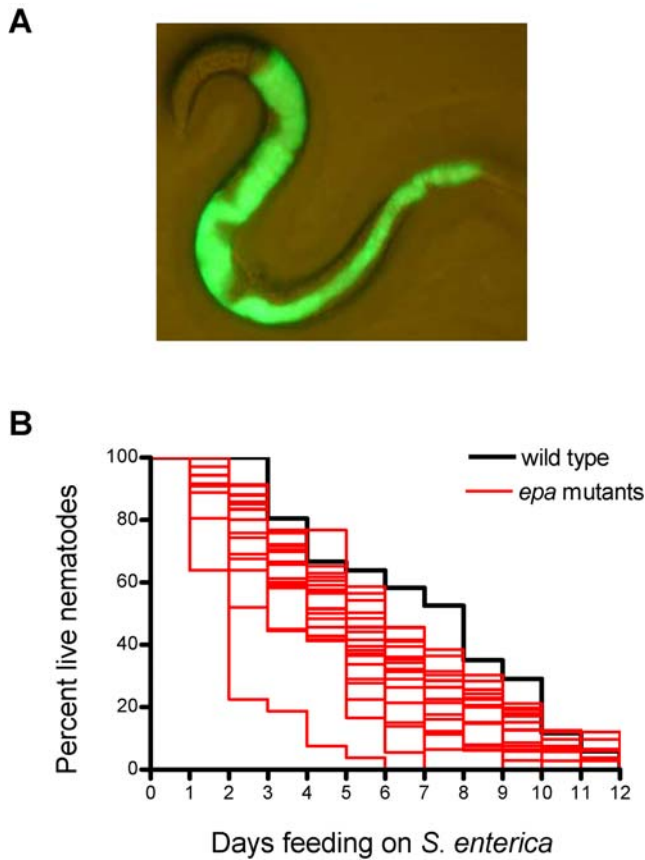 A
B
wild type
epa mutants
100
80
60
40
20
0
Percent live nematodes
0 1 2 3 4 5 6 7 8 9 10 11 12
Days feeding on S. enterica